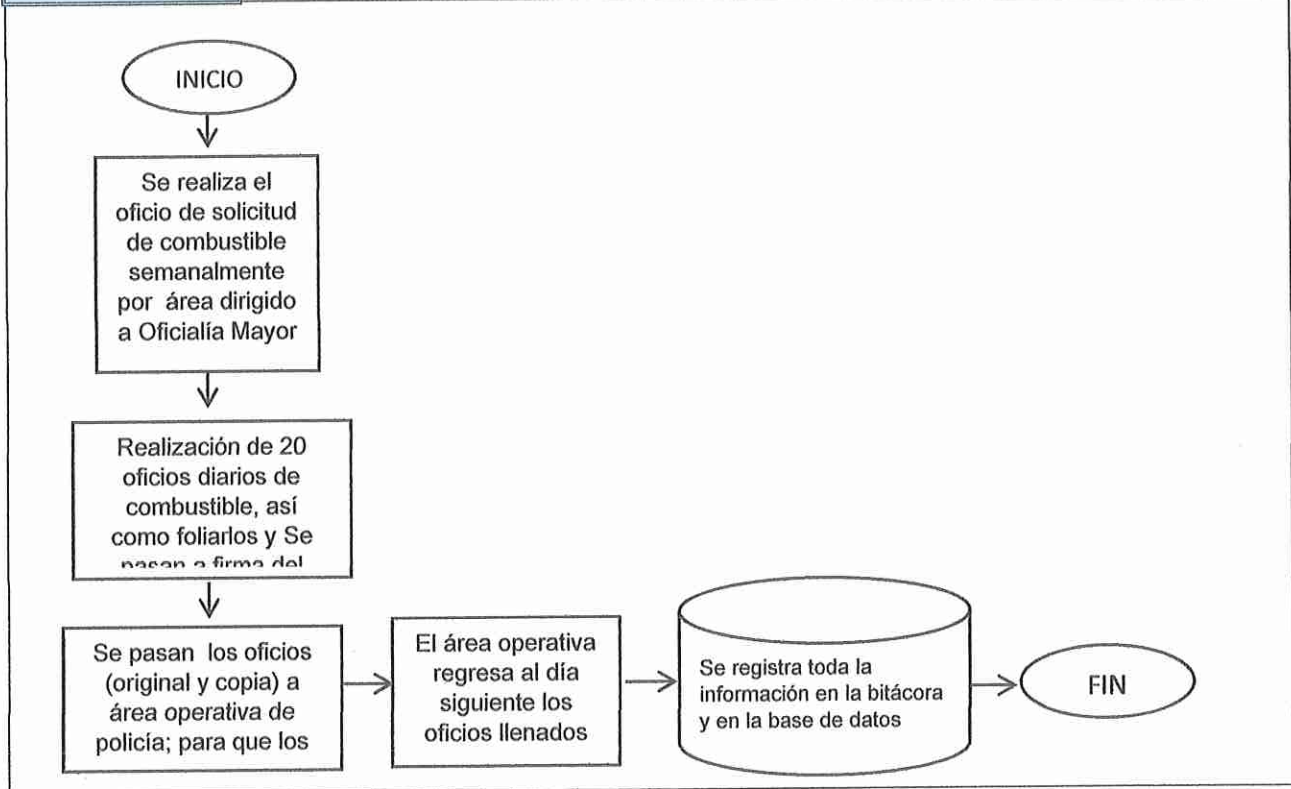 INICIO
Se realiza el
oficio de solicitud
de combustible
semanalmente
por área dirigido
a Oficialía Mayor
Realización de 20
oficios diarios de
combustible, así
como foliarlos y Se
pasan a firma del
Se pasan los oficios
(original y copia) a
área operativa de
policía; para que los
El área operativa
regresa al día
siguiente los
oficios llenados
Se registra toda la
información en la bitácora
y en la base de datos
FIN